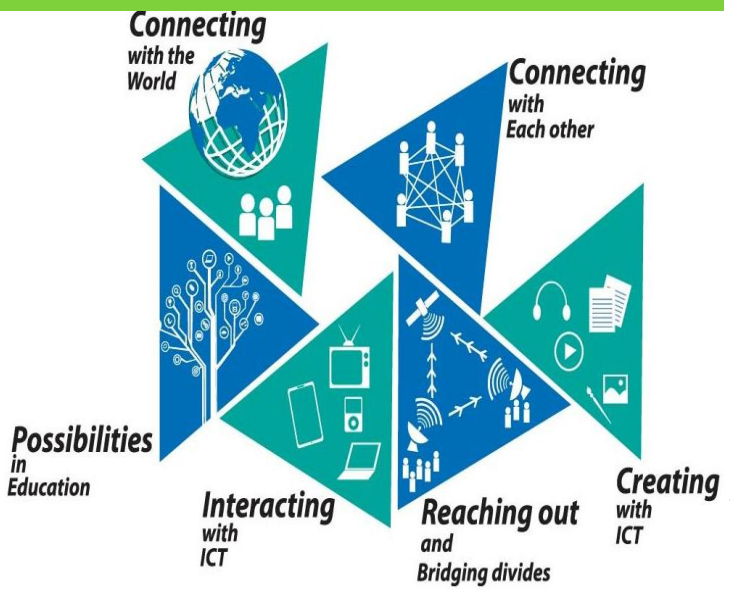 Connecting
with the
World
Connecting
with
Each other
Possibilities
in
Education
Interacting
with
ICT
Reaching out
and
Bridging divides
Creating
with
ICT